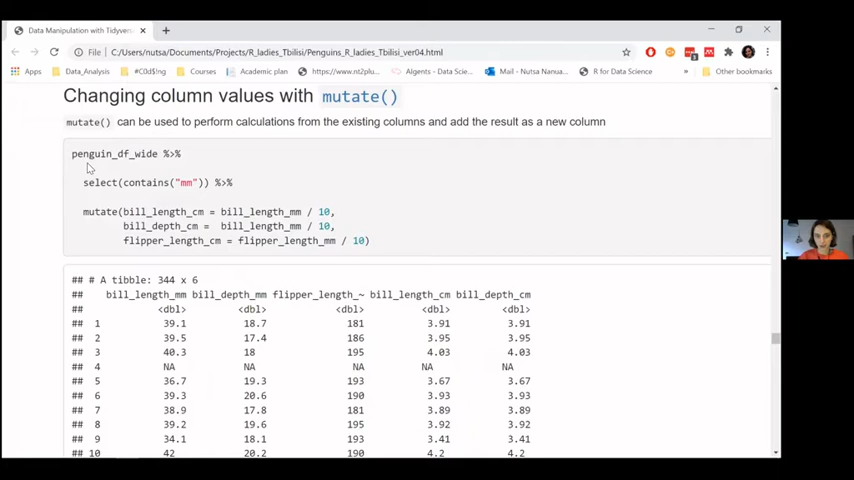 Data Manipulation with Tidyvers
File
C:/Users/nutsa/Documents/Projects/R_ladies_Tbilisi/Penguins_R_ladies_Tbilisi_ver04.html
Apps
Data_Analysis
#C0d$ng
Courses
Academic plan
https://www.nt2plu...
Algents - Data Scie...
Mail - Nutsa Nanua...
R for Data Science
»
Other bookmarks
Changing column values with mutate()
mutate() can be used to perform calculations from the existing columns and add the result as a new column
penguin_df_wide %>%
select(contains("mm")) %>%
mutate(bill_length_cm = bill_length_mm / 10,
bill_depth_cm = bill_length_mm / 10,
flipper_length_cm = flipper_length_mm / 10)
## # A tibble: 344 x 6
## bill_length_mm bill_depth_mm flipper_length_~ bill_length_cm bill_depth_cm
## <dbl> <dbl> <dbl> <dbl> <dbl>
## 1 39.1 18.7 181 3.91 3.91
## 2 39.5 17.4 186 3.95 3.95
## 3 40.3 18 195 4.03 4.03
## 4 NA NA NA NA NA
## 5 36.7 19.3 193 3.67 3.67
## 6 39.3 20.6 190 3.93 3.93
## 7 38.9 17.8 181 3.89 3.89
## 8 39.2 19.6 195 3.92 3.92
## 9 34.1 18.1 193 3.41 3.41
## 10 42 20.2 190 4.2 4.2